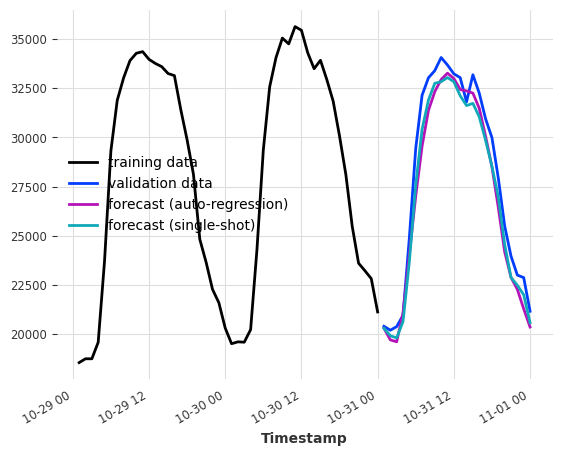 35000
32500
30000
27500
25000
22500
20000
training data
validation data
forecast (auto-regression)
forecast (single-shot)
10-29 00
10-29 12
10-30 00
10-30 12
10-31 00
10-31 12
11-01 00
Timestamp